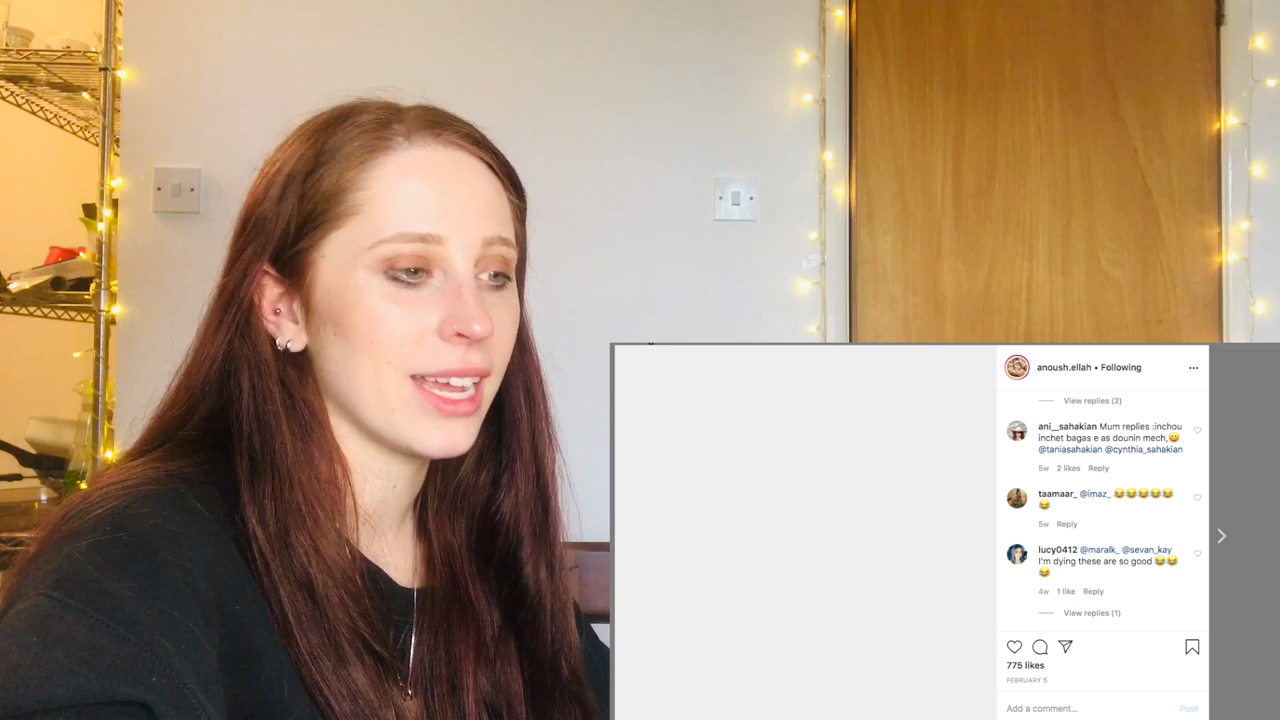 anoush.ellah • Following
View replies (2)
ani__sahakian Mum replies :inchou
inchet bagas e as dounin mech,😀
@taniasahakian @cynthia_sahakian
5w 2 likes Reply
taamaar_ @imaz_ 😂😂😂😂😂
😂
5w Reply
lucy0412 @maralk_ @sevan_kay
I'm dying these are so good 😂😂
😂
4w 1 like Reply
View replies (1)
775 likes
FEBRUARY 5
Add a comment... Post